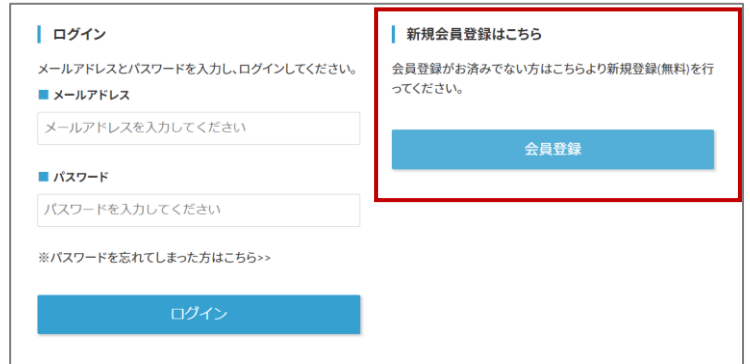 ログイン
メールアドレスとパスワードを入力し、ログインしてください。
メールアドレス
メールアドレスを入力してください
パスワード
パスワードを入力してください
※パスワードを忘れてしまった方はこちら>>
ログイン
新規会員登録はこちら
会員登録がお済みでない方はこちらより新規登録(無料)を行
ってください。
会員登録